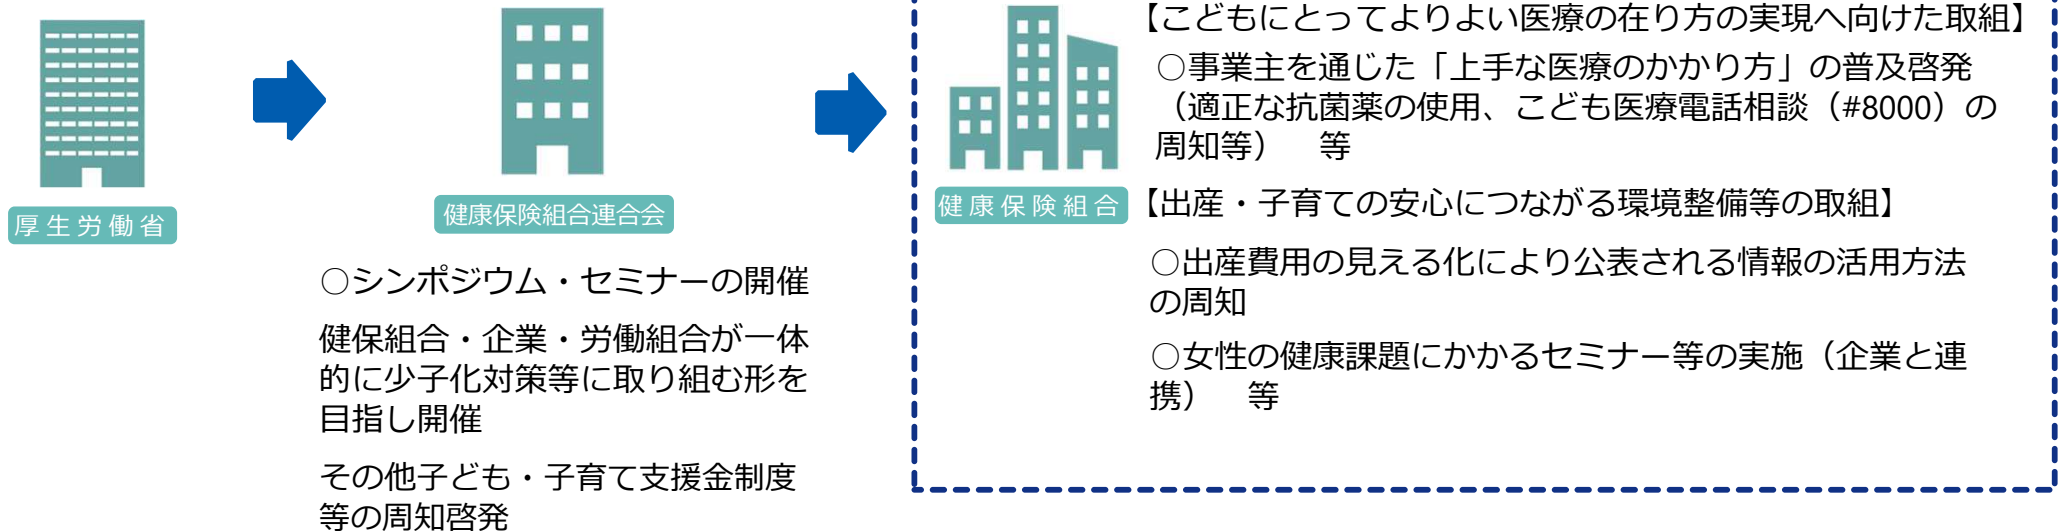 厚生労働省
健康保険組合連合会
○シンポジウム・セミナーの開催
健保組合・企業・労働組合が一体
的に少子化対策等に取り組む形を
目指し開催
その他子ども・子育て支援金制度
等の周知啓発
健康保険組合
【こどもにとってよりよい医療の在り方の実現へ向けた取組】
○事業主を通じた「上手な医療のかかり方」の普及啓発
（適正な抗菌薬の使用、こども医療電話相談（#8000）の
周知等）　等
【出産・子育ての安心につながる環境整備等の取組】
○出産費用の見える化により公表される情報の活用方法
の周知
○女性の健康課題にかかるセミナー等の実施（企業と連
携）　等